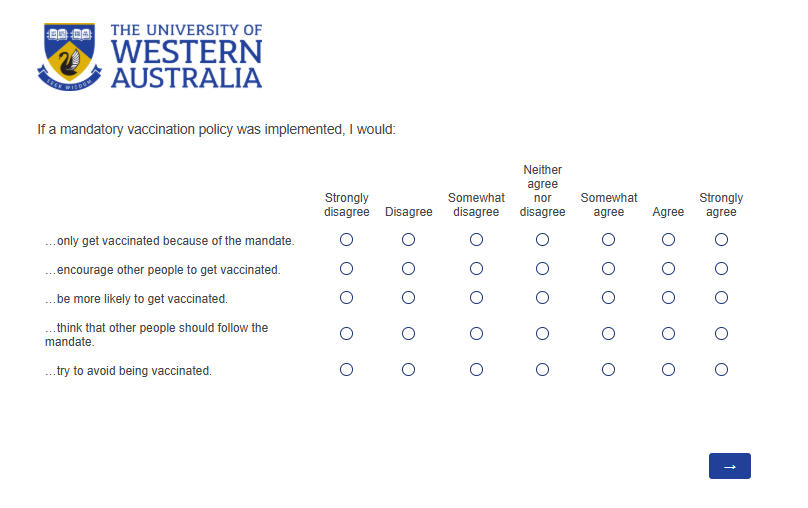 THE UNIVERSITY OF
WESTERN
AUSTRALIA
SEEK WISDOM
If a mandatory vaccination policy was implemented, I would:
Strongly disagree
Disagree
Somewhat disagree
Neither agree nor disagree
Somewhat agree
Agree
Strongly agree
…only get vaccinated because of the mandate.
…encourage other people to get vaccinated.
…be more likely to get vaccinated.
…think that other people should follow the
mandate.
…try to avoid being vaccinated.
→